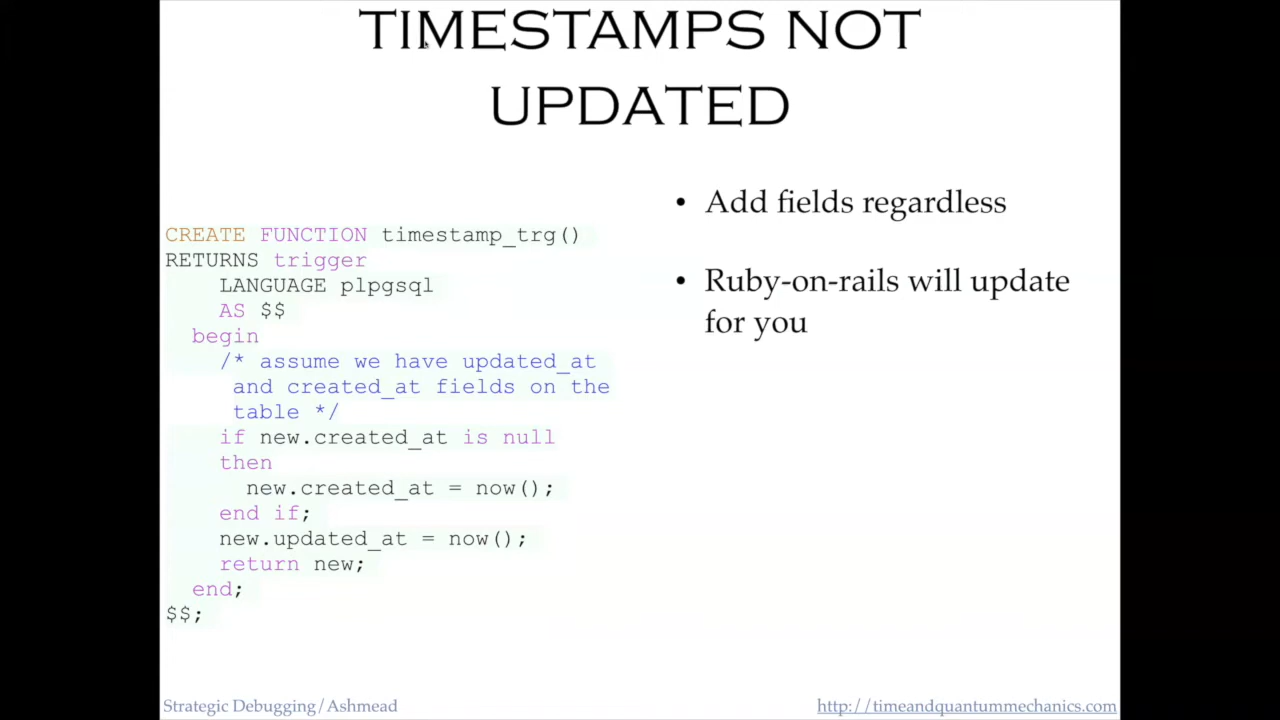 TIMESTAMPS NOT
UPDATED
CREATE FUNCTION timestamp_trg()
RETURNS trigger
LANGUAGE plpgsql
AS $$
begin
/* assume we have updated_at
and created_at fields on the
table */
if new.created_at is null
then
new.created_at = now();
end if;
new.updated_at = now();
return new;
end;
$$;
• Add fields regardless
• Ruby-on-rails will update
for you
Strategic Debugging/Ashmead
http://timeandquantummechanics.com